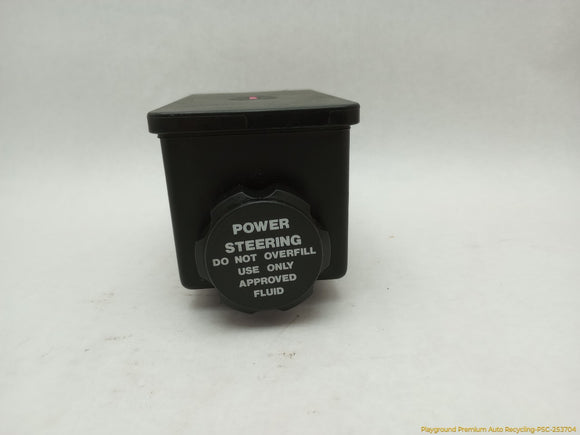 POWER
STEERING
DO NOT OVERFILL
USE ONLY
APPROVED
FLUID
Playground Premium Auto Recycling-PSC-253704